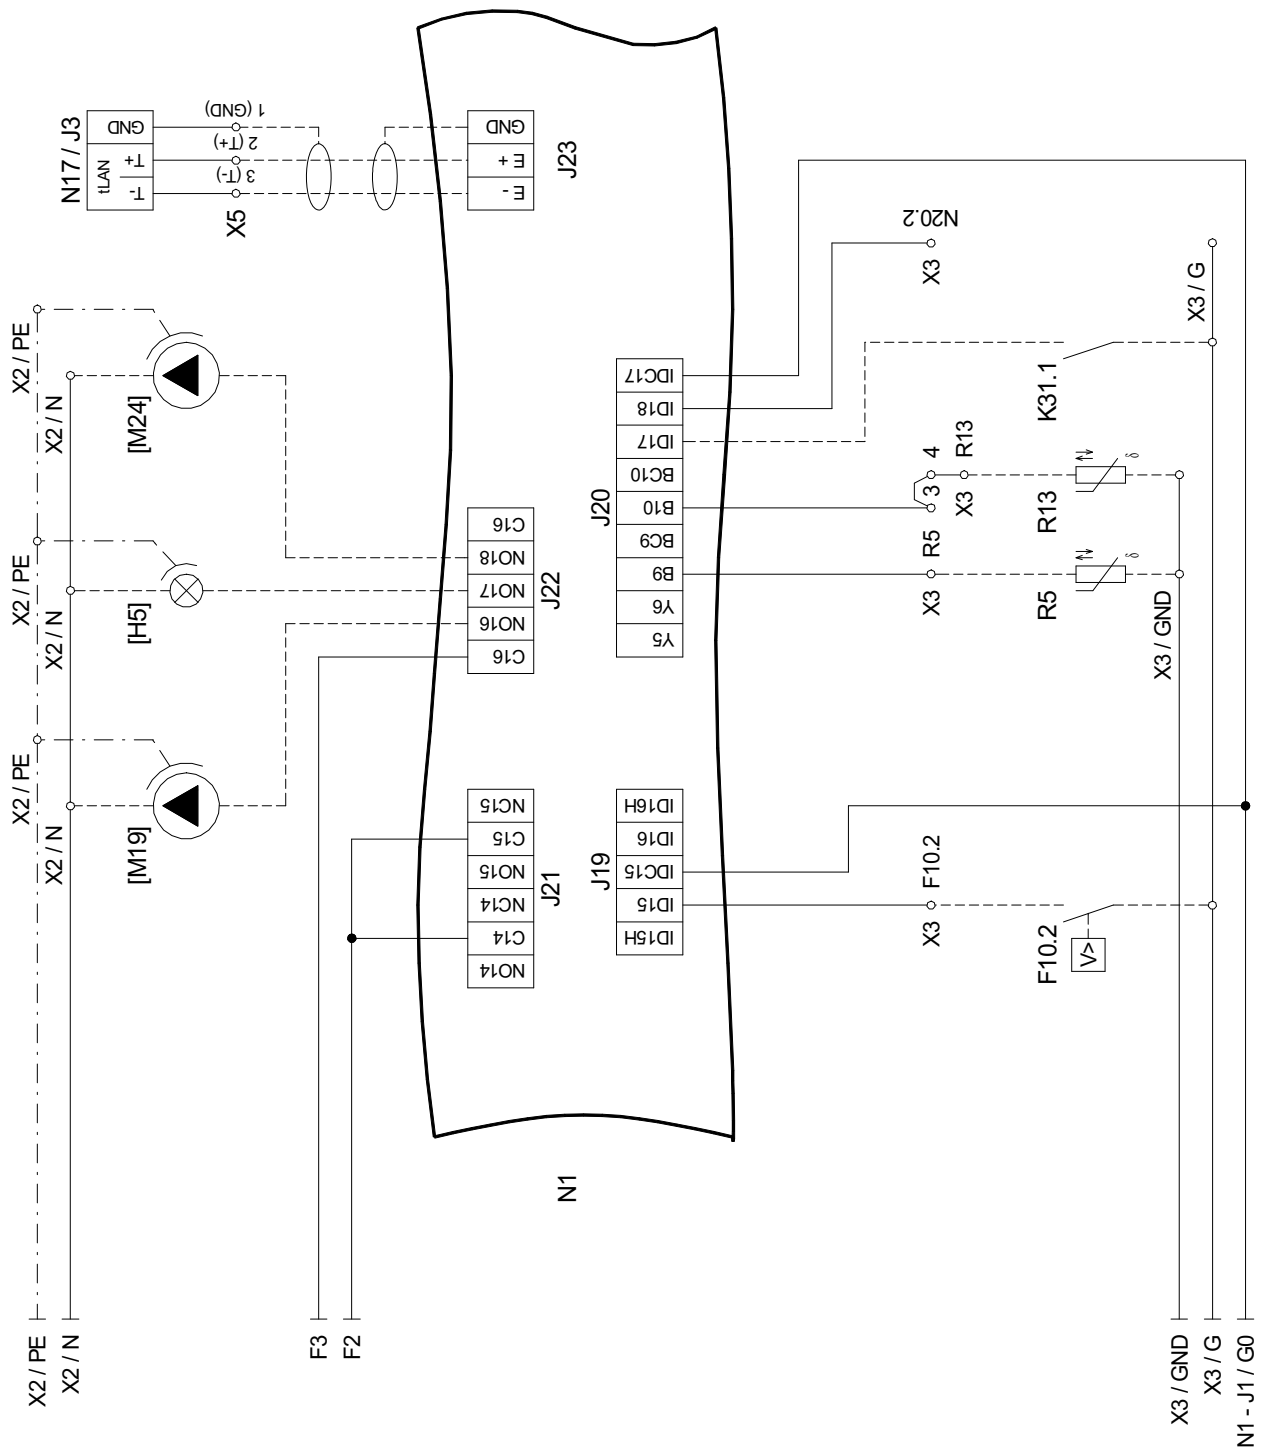 X2 / PE
X2 / N
F3
F2
X2 / PE
X2 / N
[M19]
X2 / PE
X2 / N
[H5]
X2 / PE
X2 / N
[M24]
N17 / J3
tLAN
T-
T+
GND
X5
3 (T-)
2 (T+)
1 (GND)
N1
NO14
C14
NC14
NO15
C15
NC15
J21
C16
NO16
NO17
NO18
C16
J22
E -
E +
GND
J23
J19
ID15H
ID15
IDC15
ID16
ID16H
J20
Y5
Y6
B9
BC9
B10
BC10
ID17
ID18
IDC17
X3
F10.2
F10.2
V>
X3
R5
R5
ϑ
3
4
X3
R13
R13
ϑ
K31.1
X3
N20.2
X3 / GND
X3 / G
X3 / GND
X3 / G
N1 - J1 / G0